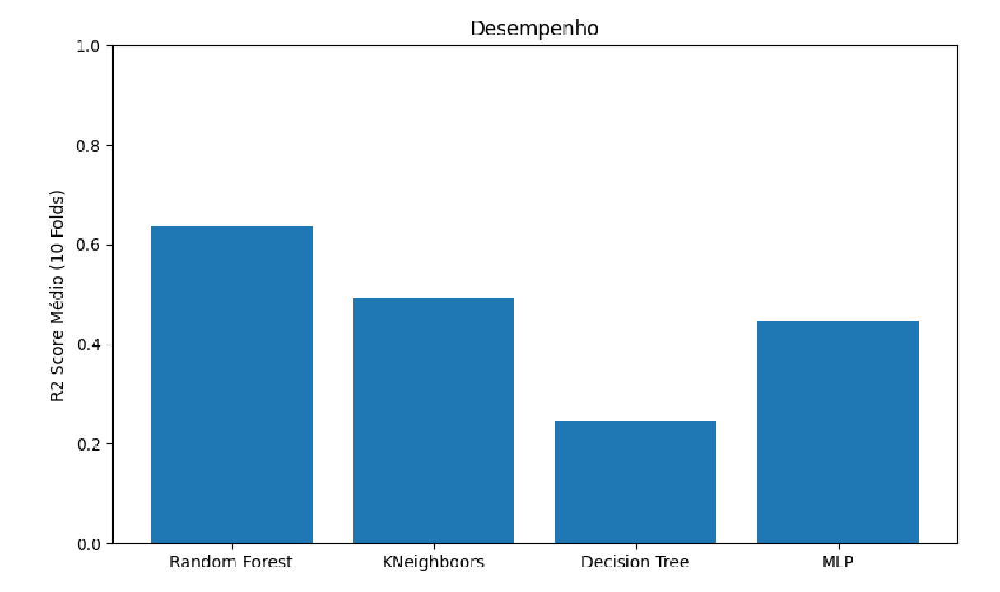 Desempenho
1.0
0.8
0.6
0.4
0.2
0.0
R2 Score Médio (10 Folds)
Random Forest
KNeighboors
Decision Tree
MLP